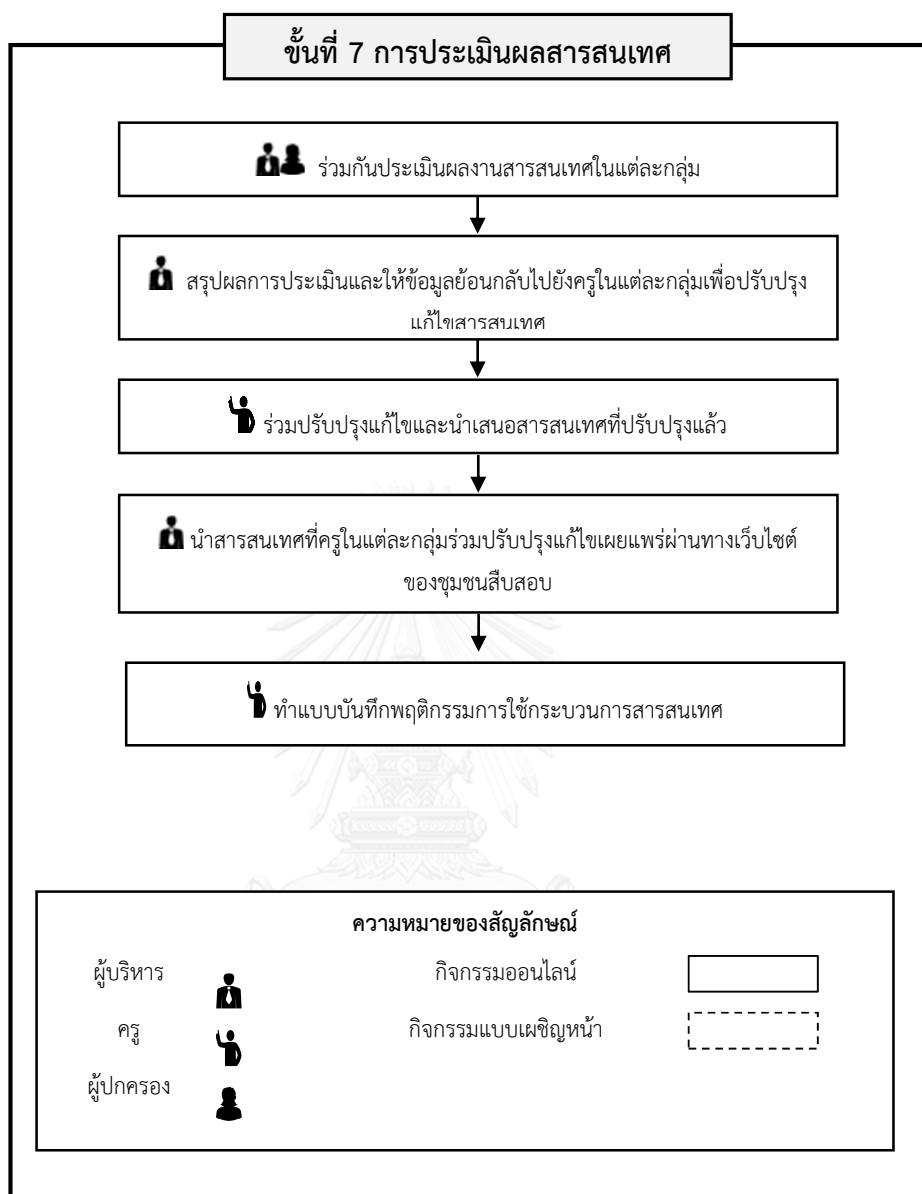 ขั้นที่ 7 การประเมินผลสารสนเทศ
ร่วมกันประเมินผลงานสารสนเทศในแต่ละกลุ่ม
สรุปผลการประเมินและให้ข้อมูลย้อนกลับไปยังครูในแต่ละกลุ่มเพื่อปรับปรุง
แก้ไขสารสนเทศ
ร่วมปรับปรุงแก้ไขและนำเสนอสารสนเทศที่ปรับปรุงแล้ว
นำสารสนเทศที่ครูในแต่ละกลุ่มร่วมปรับปรุงแก้ไขเผยแพร่ผ่านทางเว็บไซต์
ของชุมชนสืบสอบ
ทำแบบบันทึกพฤติกรรมการใช้กระบวนการสารสนเทศ
ความหมายของสัญลักษณ์
ผู้บริหาร กิจกรรมออนไลน์
ครู กิจกรรมแบบเผชิญหน้า
ผู้ปกครอง